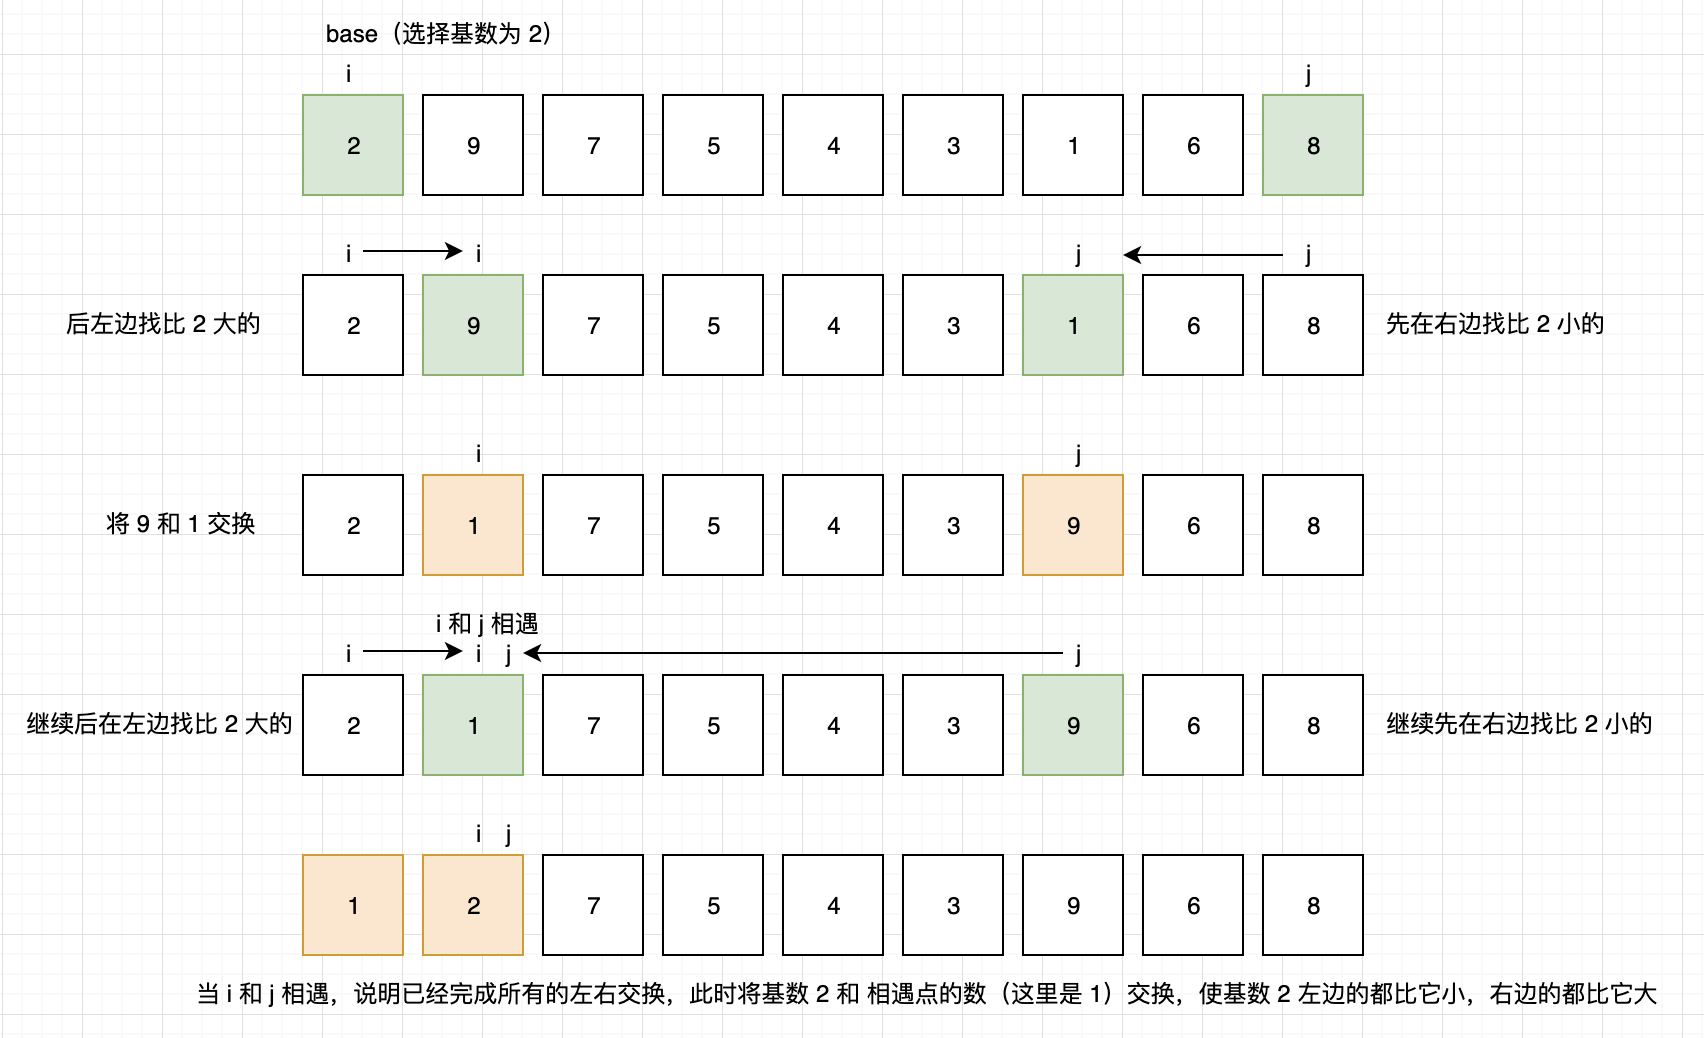 base（选择基数为 2）
i j
2 9 7 5 4 3 1 6 8
i i j j
后左边找比 2 大的 2 9 7 5 4 3 1 6 8 先在右边找比 2 小的
i j
将 9 和 1 交换 2 1 7 5 4 3 9 6 8
i 和 j 相遇
i i j j
继续后在左边找比 2 大的 2 1 7 5 4 3 9 6 8 继续先在右边找比 2 小的
i j
1 2 7 5 4 3 9 6 8
当 i 和 j 相遇，说明已经完成所有的左右交换，此时将基数 2 和 相遇点的数（这里是 1）交换，使基数 2 左边的都比它小，右边的都比它大